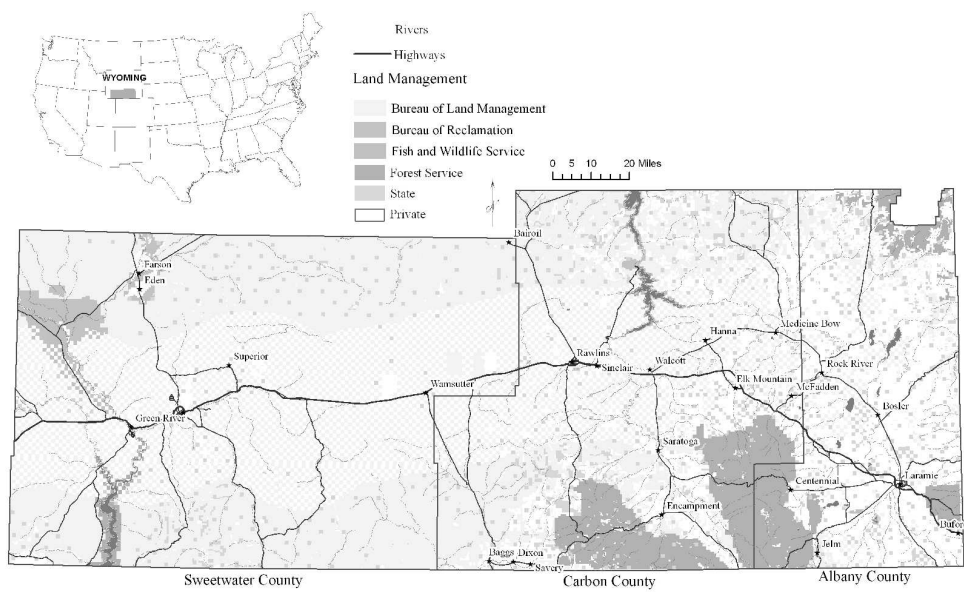 WYOMING
Rivers
Highways
Land Management
Bureau of Land Management
Bureau of Reclamation
Fish and Wildlife Service
Forest Service
State
Private
0 5 10 20 Miles
Bairoil
Farson
Eden
Superior
Green River
Wamsutter
Rawlins
Sinclair
Walcott
Hanna
Medicine Bow
Rock River
Elk Mountain
McFadden
Bosler
Saratoga
Laramie
Centennial
Encampment
Bufor
Jelm
Baggs Dixon
Savery
Sweetwater County
Carbon County
Albany County